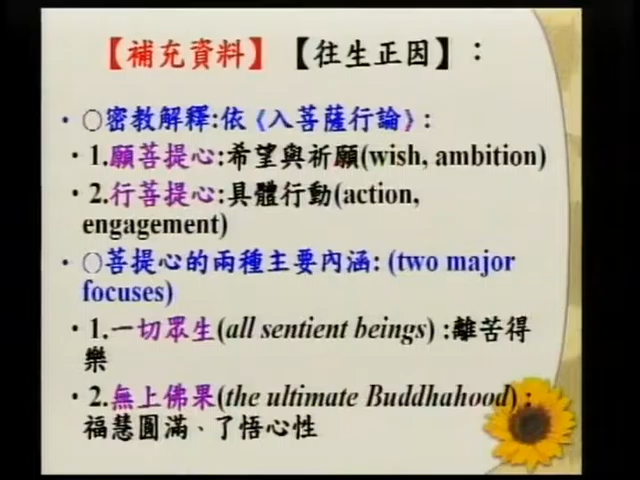 【補充資料】【往生正因】：
• ○密教解釋:依《入菩薩行論》:
• 1.願菩提心:希望與祈願(wish, ambition)
• 2.行菩提心:具體行動(action,
engagement)
• ○菩提心的兩種主要內涵: (two major
focuses)
• 1.一切眾生(all sentient beings) :離苦得
樂
• 2.無上佛果(the ultimate Buddhahood) :
福慧圓滿、了悟心性